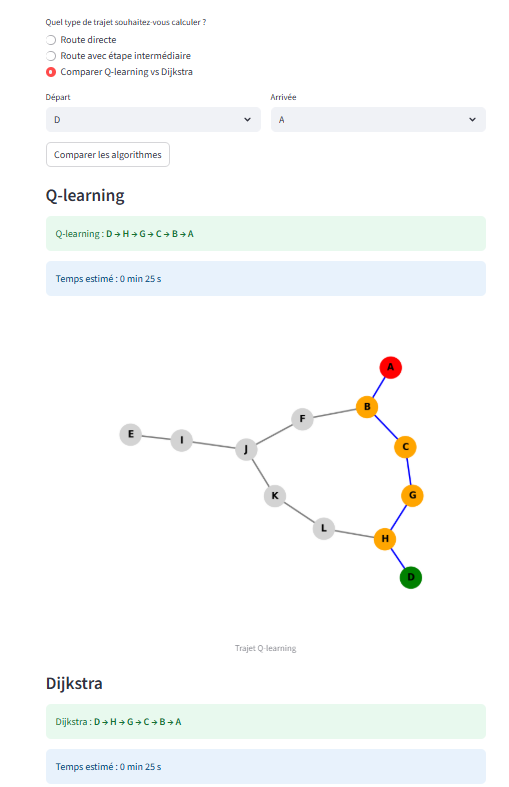 Quel type de trajet souhaitez-vous calculer ?
Route directe
Route avec étape intermédiaire
Comparer Q-learning vs Dijkstra
Départ Arrivée
D A
Comparer les algorithmes
Q-learning
Q-learning : D → H → G → C → B → A
Temps estimé : 0 min 25 s
A
B
F
E
I
J
C
K
G
L
H
D
Trajet Q-learning
Dijkstra
Dijkstra : D → H → G → C → B → A
Temps estimé : 0 min 25 s